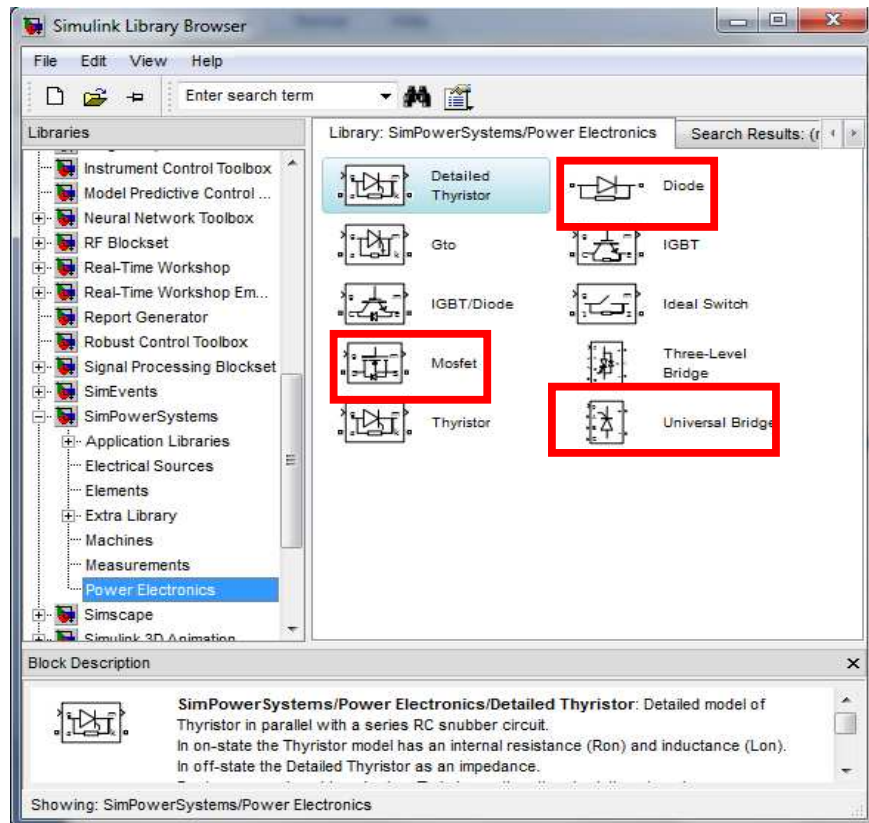 Simulink Library Browser
File Edit View Help
Enter search term
Libraries
Library: SimPowerSystems/Power Electronics
Search Results: (r
Instrument Control Toolbox
Model Predictive Control ...
Neural Network Toolbox
RF Blockset
Real-Time Workshop
Real-Time Workshop Em...
Report Generator
Robust Control Toolbox
Signal Processing Blockset
SimEvents
SimPowerSystems
Application Libraries
Electrical Sources
Elements
Extra Library
Machines
Measurements
Power Electronics
Simscape
Simulink 3D Animation
Detailed
Thyristor
Diode
Gto
IGBT
IGBT/Diode
Ideal Switch
Mosfet
Three-Level
Bridge
Thyristor
Universal Bridge
Block Description
SimPowerSystems/Power Electronics/Detailed Thyristor: Detailed model of
Thyristor in parallel with a series RC snubber circuit.
In on-state the Thyristor model has an internal resistance (Ron) and inductance (Lon).
In off-state the Detailed Thyristor as an impedance.
Showing: SimPowerSystems/Power Electronics